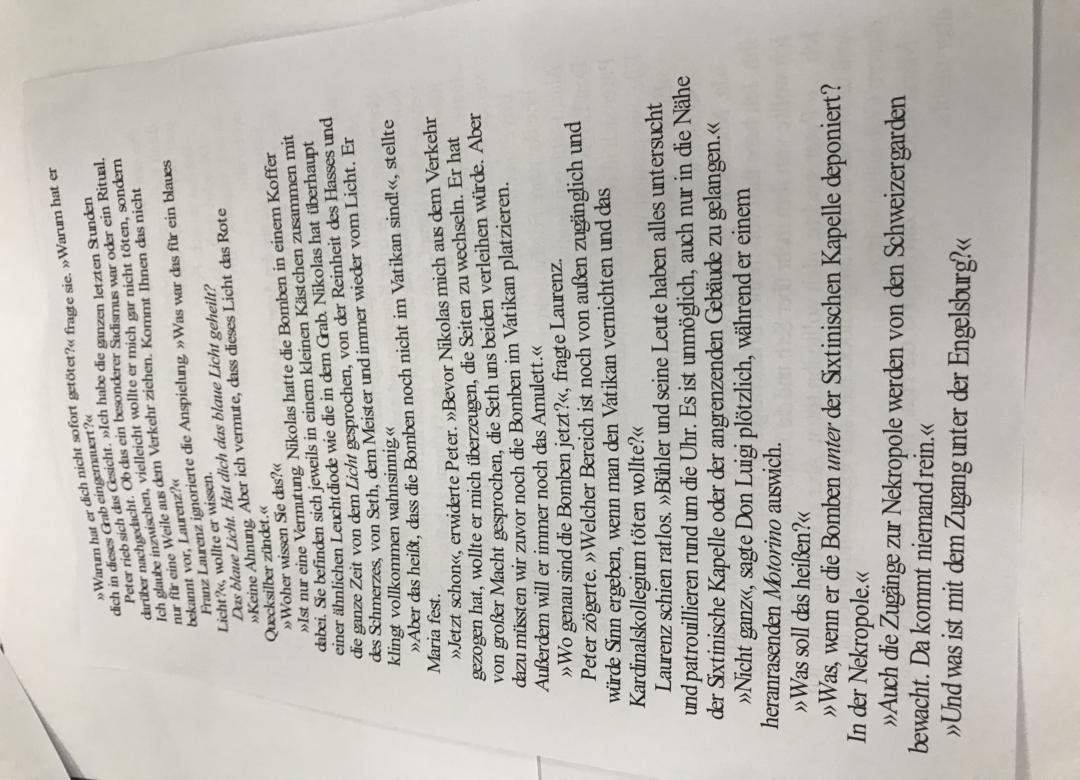 »Warum hat er dich nicht sofort getötet?«, fragte sie. »Warum hat er
dich in dieses Grab eingemauert?«
Peter rieb sich das Gesicht. »Ich habe die ganzen letzten Stunden
darüber nachgedacht. Ob das ein besonderer Sadismus war oder ein Ritual.
Ich glaube inzwischen, vielleicht wollte er mich gar nicht töten, sondern
nur für eine Weile aus dem Verkehr ziehen. Kommt Ihnen das nicht
bekannt vor, Laurenz?«
Franz Laurenz ignorierte die Anspielung. »Was war das für ein blaues
Licht?«, wollte er wissen.
Das blaue Licht. Hat dich das blaue Licht geheilt?
»Keine Ahnung. Aber ich vermute, dass dieses Licht das Rote
Quecksilber zündet.«
»Woher wissen Sie das?«
»Ist nur eine Vermutung. Nikolas hatte die Bomben in einem Koffer
dabei. Sie befinden sich jeweils in einem kleinen Kästchen zusammen mit
einer ähnlichen Leuchtdiode wie die in dem Grab. Nikolas hat überhaupt
die ganze Zeit von dem Licht gesprochen, von der Reinheit des Hasses und
des Schmerzes, von Seth, dem Meister und immer wieder vom Licht. Er
klingt vollkommen wahnsinnig.«
»Aber das heißt, dass die Bomben noch nicht im Vatikan sind!«, stellte
Maria fest.
»Jetzt schon«, erwiderte Peter. »Bevor Nikolas mich aus dem Verkehr
gezogen hat, wollte er mich überzeugen, die Seiten zu wechseln. Er hat
von großer Macht gesprochen, die Seth uns beiden verleihen würde. Aber
dazu müssten wir zuvor noch die Bomben im Vatikan platzieren.
Außerdem will er immer noch das Amulett.«
»Wo genau sind die Bomben jetzt?«, fragte Laurenz.
Peter zögerte. »Welcher Bereich ist noch von außen zugänglich und
würde Sinn ergeben, wenn man den Vatikan vernichten und das
Kardinalskollegium töten wollte?«
Laurenz schien ratlos. »Bühler und seine Leute haben alles untersucht
und patrouillieren rund um die Uhr. Es ist unmöglich, auch nur in die Nähe
der Sixtinische Kapelle oder der angrenzenden Gebäude zu gelangen.«
»Nicht ganz«, sagte Don Luigi plötzlich, während er einem
heranrasenden Motorino auswich.
»Was soll das heißen?«
»Was, wenn er die Bomben unter der Sixtinischen Kapelle deponiert?
In der Nekropole.«
»Auch die Zugänge zur Nekropole werden von den Schweizergarden
bewacht. Da kommt niemand rein.«
»Und was ist mit dem Zugang unter der Engelsburg?«